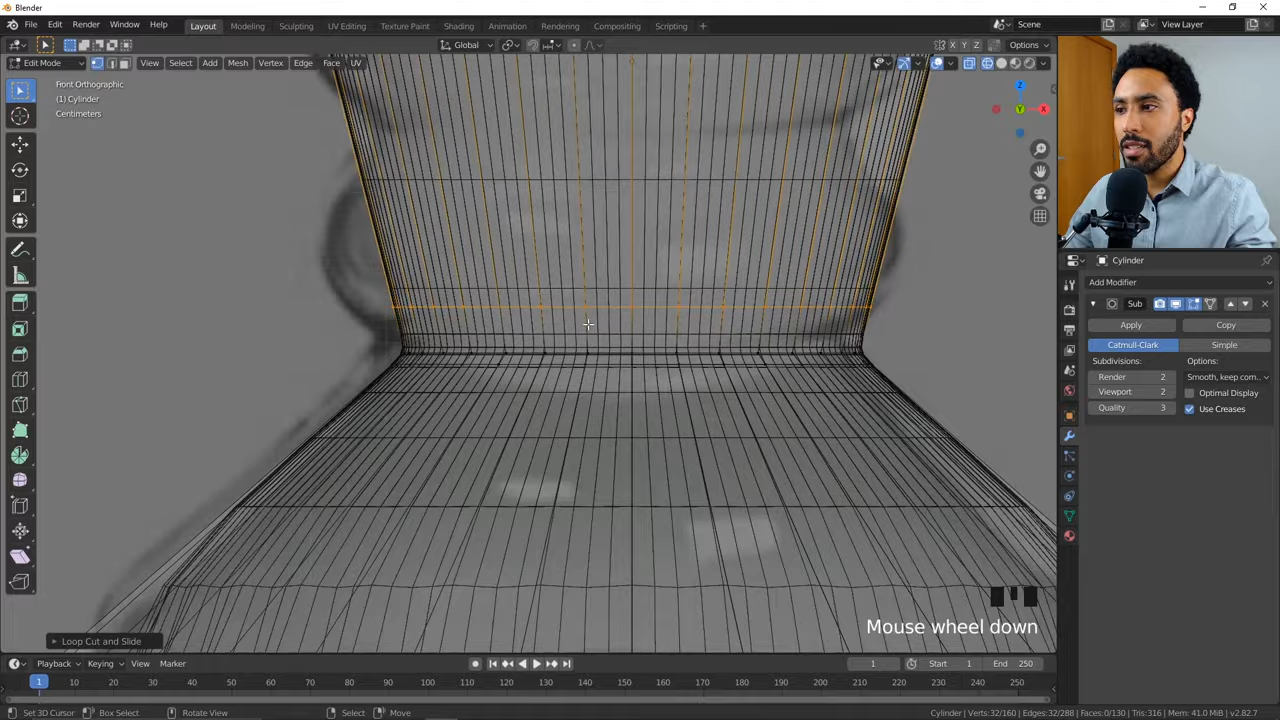 Blender
File Edit Render Window Help Layout Modeling Sculpting UV Editing Texture Paint Shading Animation Rendering Compositing Scripting + Scene View Layer
Global X Y Z Options
Edit Mode View Select Add Mesh Vertex Edge Face UV
Front Orthographic
(1) Cylinder
Centimeters
Z
Y
X
Cylinder
Add Modifier
Sub
Apply Copy
Catmull-Clark Simple
Subdivisions: Options:
Render 2 Smooth, keep corn..
Viewport 2 Optimal Display
Quality 3 Use Creases
Mouse wheel down
Loop Cut and Slide
Playback Keying View Marker 1 Start 1 End 250
1 10 20 30 40 50 60 70 80 90 100 110 120 130 140 150 160 170 180 190 200 210 220 230 240 250
Set 3D Cursor Box Select Rotate View Select Move Cylinder | Verts:32/160 | Edges:32/288 | Faces:0/130 | Tris:316 | Mem: 41.0 MiB | v2.82.7